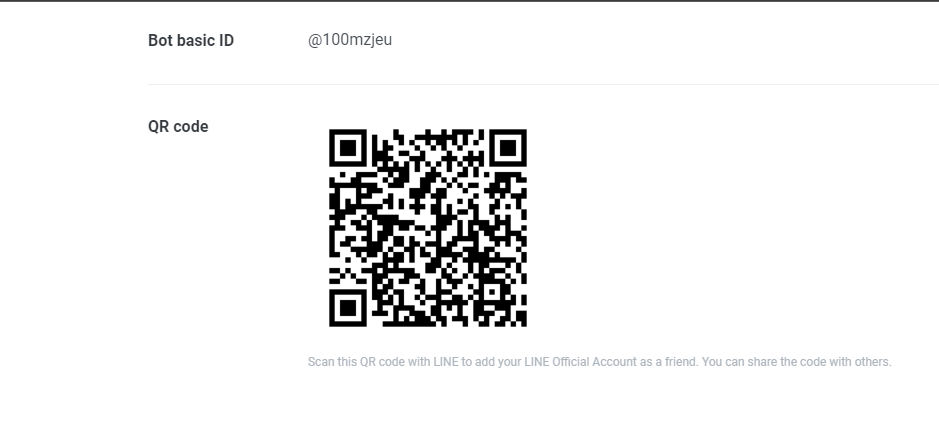 Bot basic ID @100mzjeu
QR code
Scan this QR code with LINE to add your LINE Official Account as a friend. You can share the code with others.